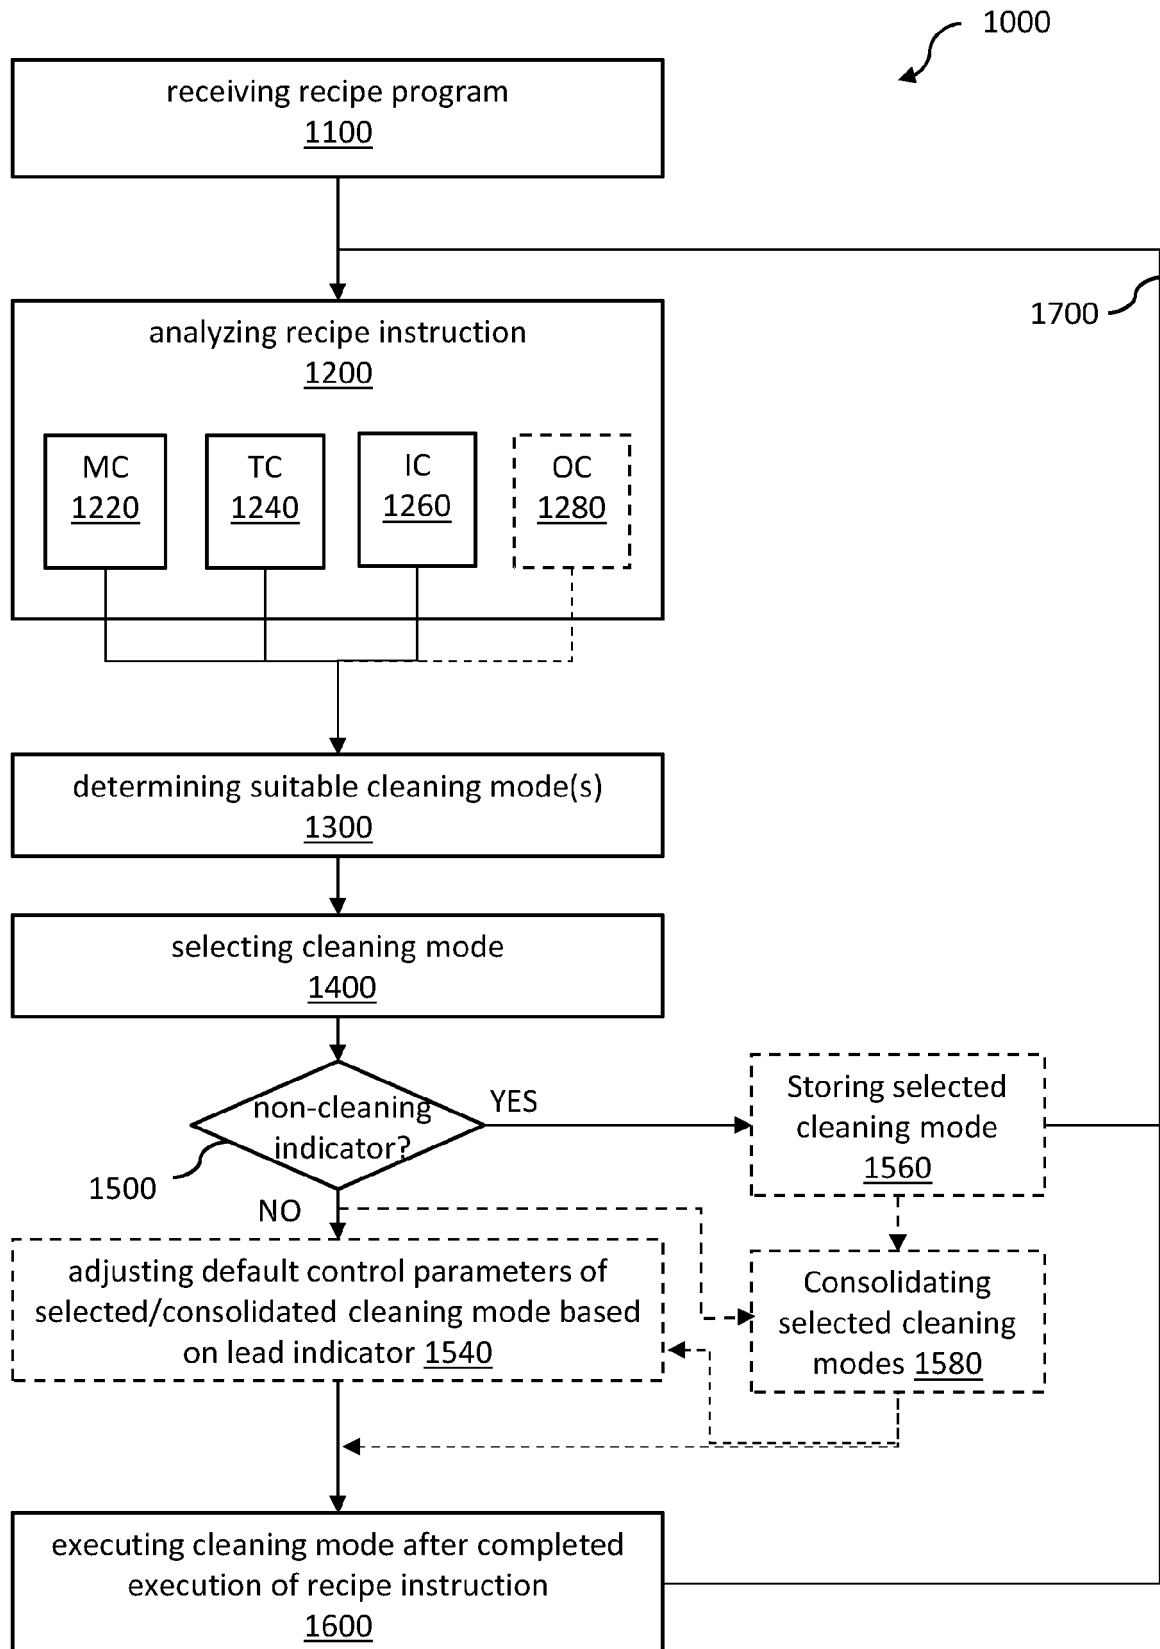 1000
receiving recipe program
1100
1700
analyzing recipe instruction
1200
MC
1220
TC
1240
IC
1260
OC
1280
determining suitable cleaning mode(s)
1300
selecting cleaning mode
1400
non-cleaning
indicator?
1500
YES
NO
Storing selected
cleaning mode
1560
adjusting default control parameters of
selected/consolidated cleaning mode based
on lead indicator 1540
Consolidating
selected cleaning
modes 1580
executing cleaning mode after completed
execution of recipe instruction
1600